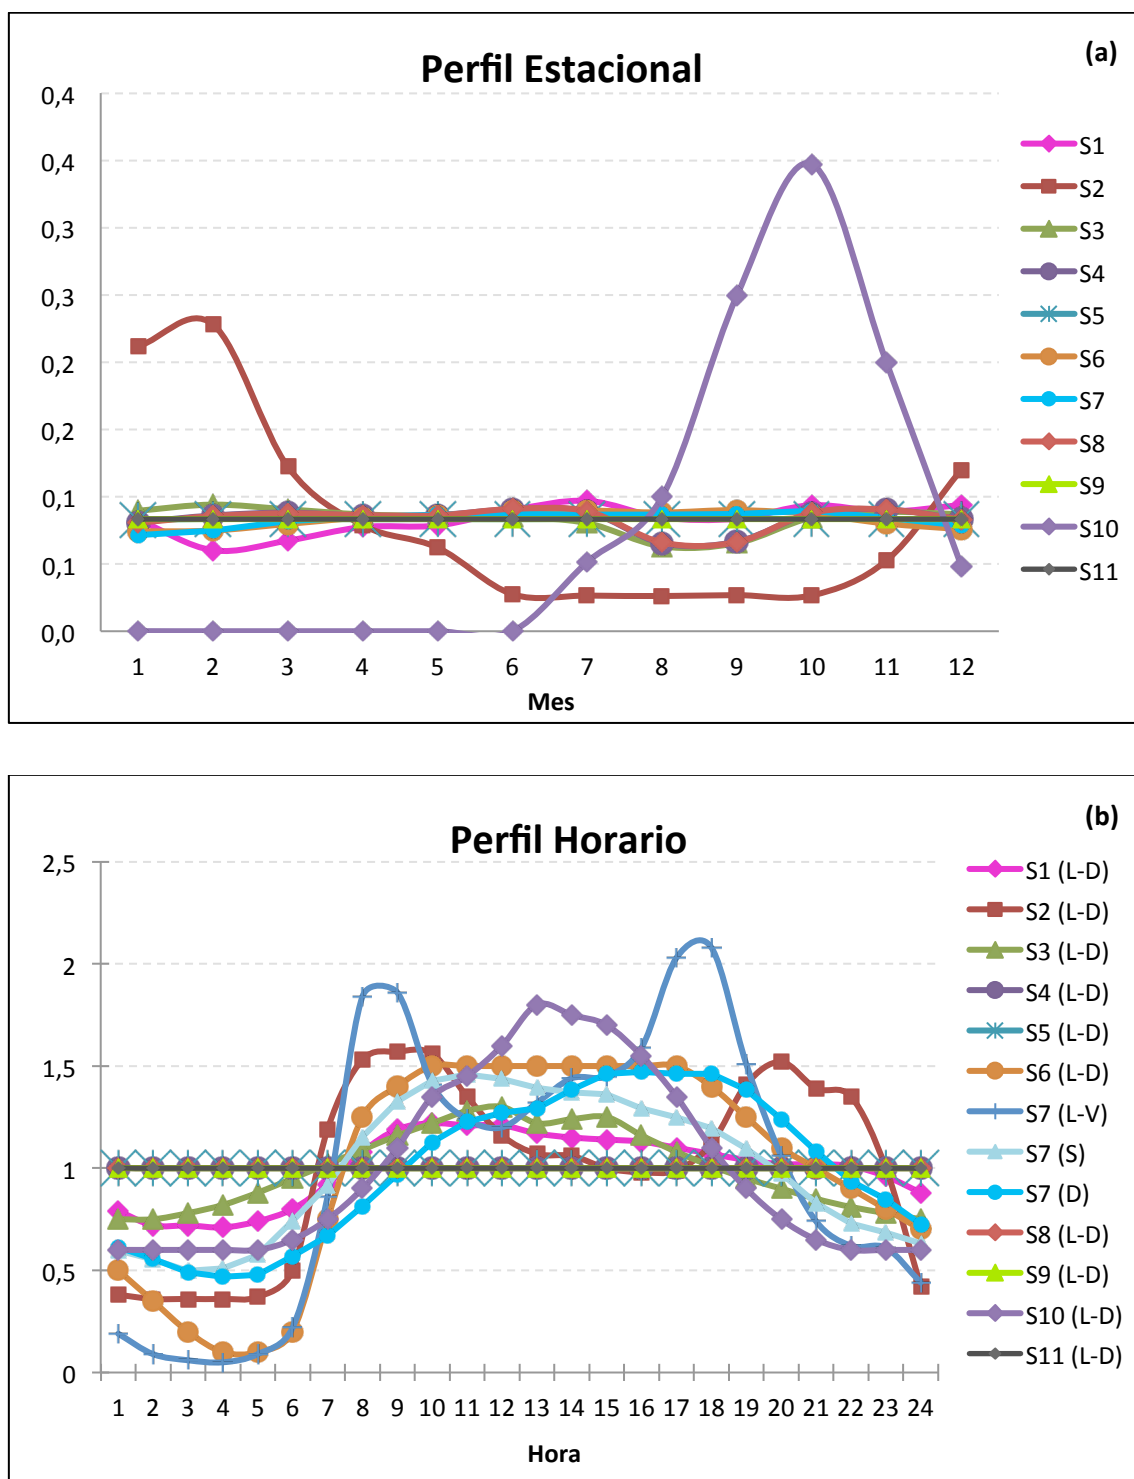 (a)
Perfil Estacional
0,4
0,4
0,3
0,3
0,2
0,2
0,1
0,1
0,0
1 2 3 4 5 6 7 8 9 10 11 12
Mes
S1
S2
S3
S4
S5
S6
S7
S8
S9
S10
S11
(b)
Perfil Horario
2,5
2
1,5
1
0,5
0
1 2 3 4 5 6 7 8 9 10 11 12 13 14 15 16 17 18 19 20 21 22 23 24
Hora
S1 (L-D)
S2 (L-D)
S3 (L-D)
S4 (L-D)
S5 (L-D)
S6 (L-D)
S7 (L-V)
S7 (S)
S7 (D)
S8 (L-D)
S9 (L-D)
S10 (L-D)
S11 (L-D)